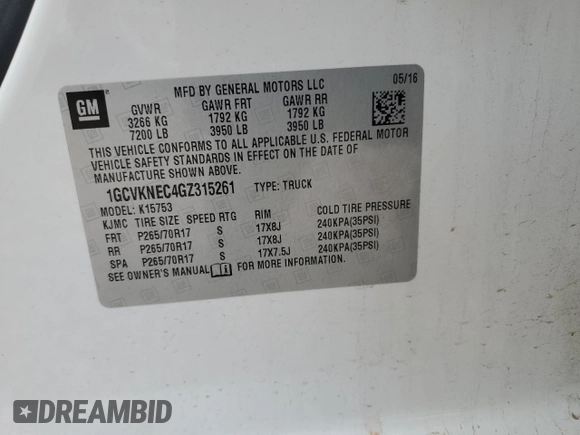 GM
MFD BY GENERAL MOTORS LLC 05/16
GVWR GAWR FRT GAWR RR
3266 KG 1792 KG 1792 KG
7200 LB 3950 LB 3950 LB
THIS VEHICLE CONFORMS TO ALL APPLICABLE U.S. FEDERAL MOTOR
VEHICLE SAFETY STANDARDS IN EFFECT ON THE DATE OF
MANUFACTURE SHOWN ABOVE.
1GCVKNEC4GZ315261 TYPE: TRUCK
MODEL: K15753
KJMC TIRE SIZE SPEED RTG RIM COLD TIRE PRESSURE
FRT P265/70R17 S 17X8J 240KPA(35PSI)
RR P265/70R17 S 17X8J 240KPA(35PSI)
SPA P265/70R17 S 17X7.5J 240KPA(35PSI)
SEE OWNER'S MANUAL FOR MORE INFORMATION.
DREAMBID